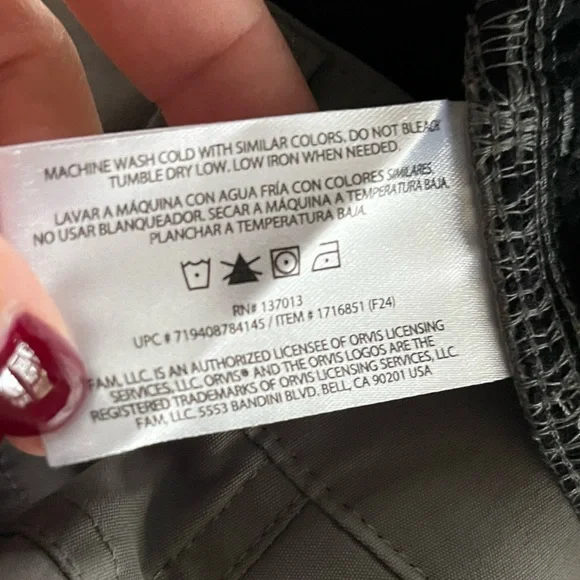 MACHINE WASH COLD WITH SIMILAR COLORS. DO NOT BLEACH
TUMBLE DRY LOW. LOW IRON WHEN NEEDED.
LAVAR A MÁQUINA CON AGUA FRÍA CON COLORES SIMILARES.
NO USAR BLANQUEADOR. SECAR A MÁQUINA A TEMPERATURA BAJA.
PLANCHAR A TEMPERATURA BAJA.
RN# 137013
UPC # 719408784145 / ITEM # 1716851 (F24)
FAM, LLC. IS AN AUTHORIZED LICENSEE OF ORVIS LICENSING
SERVICES, LLC. ORVIS® AND THE ORVIS LOGOS ARE THE
REGISTERED TRADEMARKS OF ORVIS LICENSING SERVICES, LLC.
FAM, LLC. 5553 BANDINI BLVD. BELL, CA 90201 USA